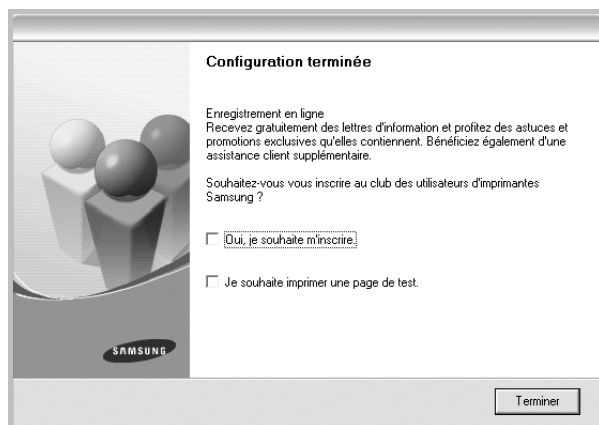 Configuration terminée
Enregistrement en ligne
Recevez gratuitement des lettres d'information et profitez des astuces et
promotions exclusives qu'elles contiennent. Bénéficiez également d'une
assistance client supplémentaire.
Souhaitez-vous vous inscrire au club des utilisateurs d'imprimantes
Samsung ?
Oui, je souhaite m'inscrire.
Je souhaite imprimer une page de test.
SAMSUNG
Terminer